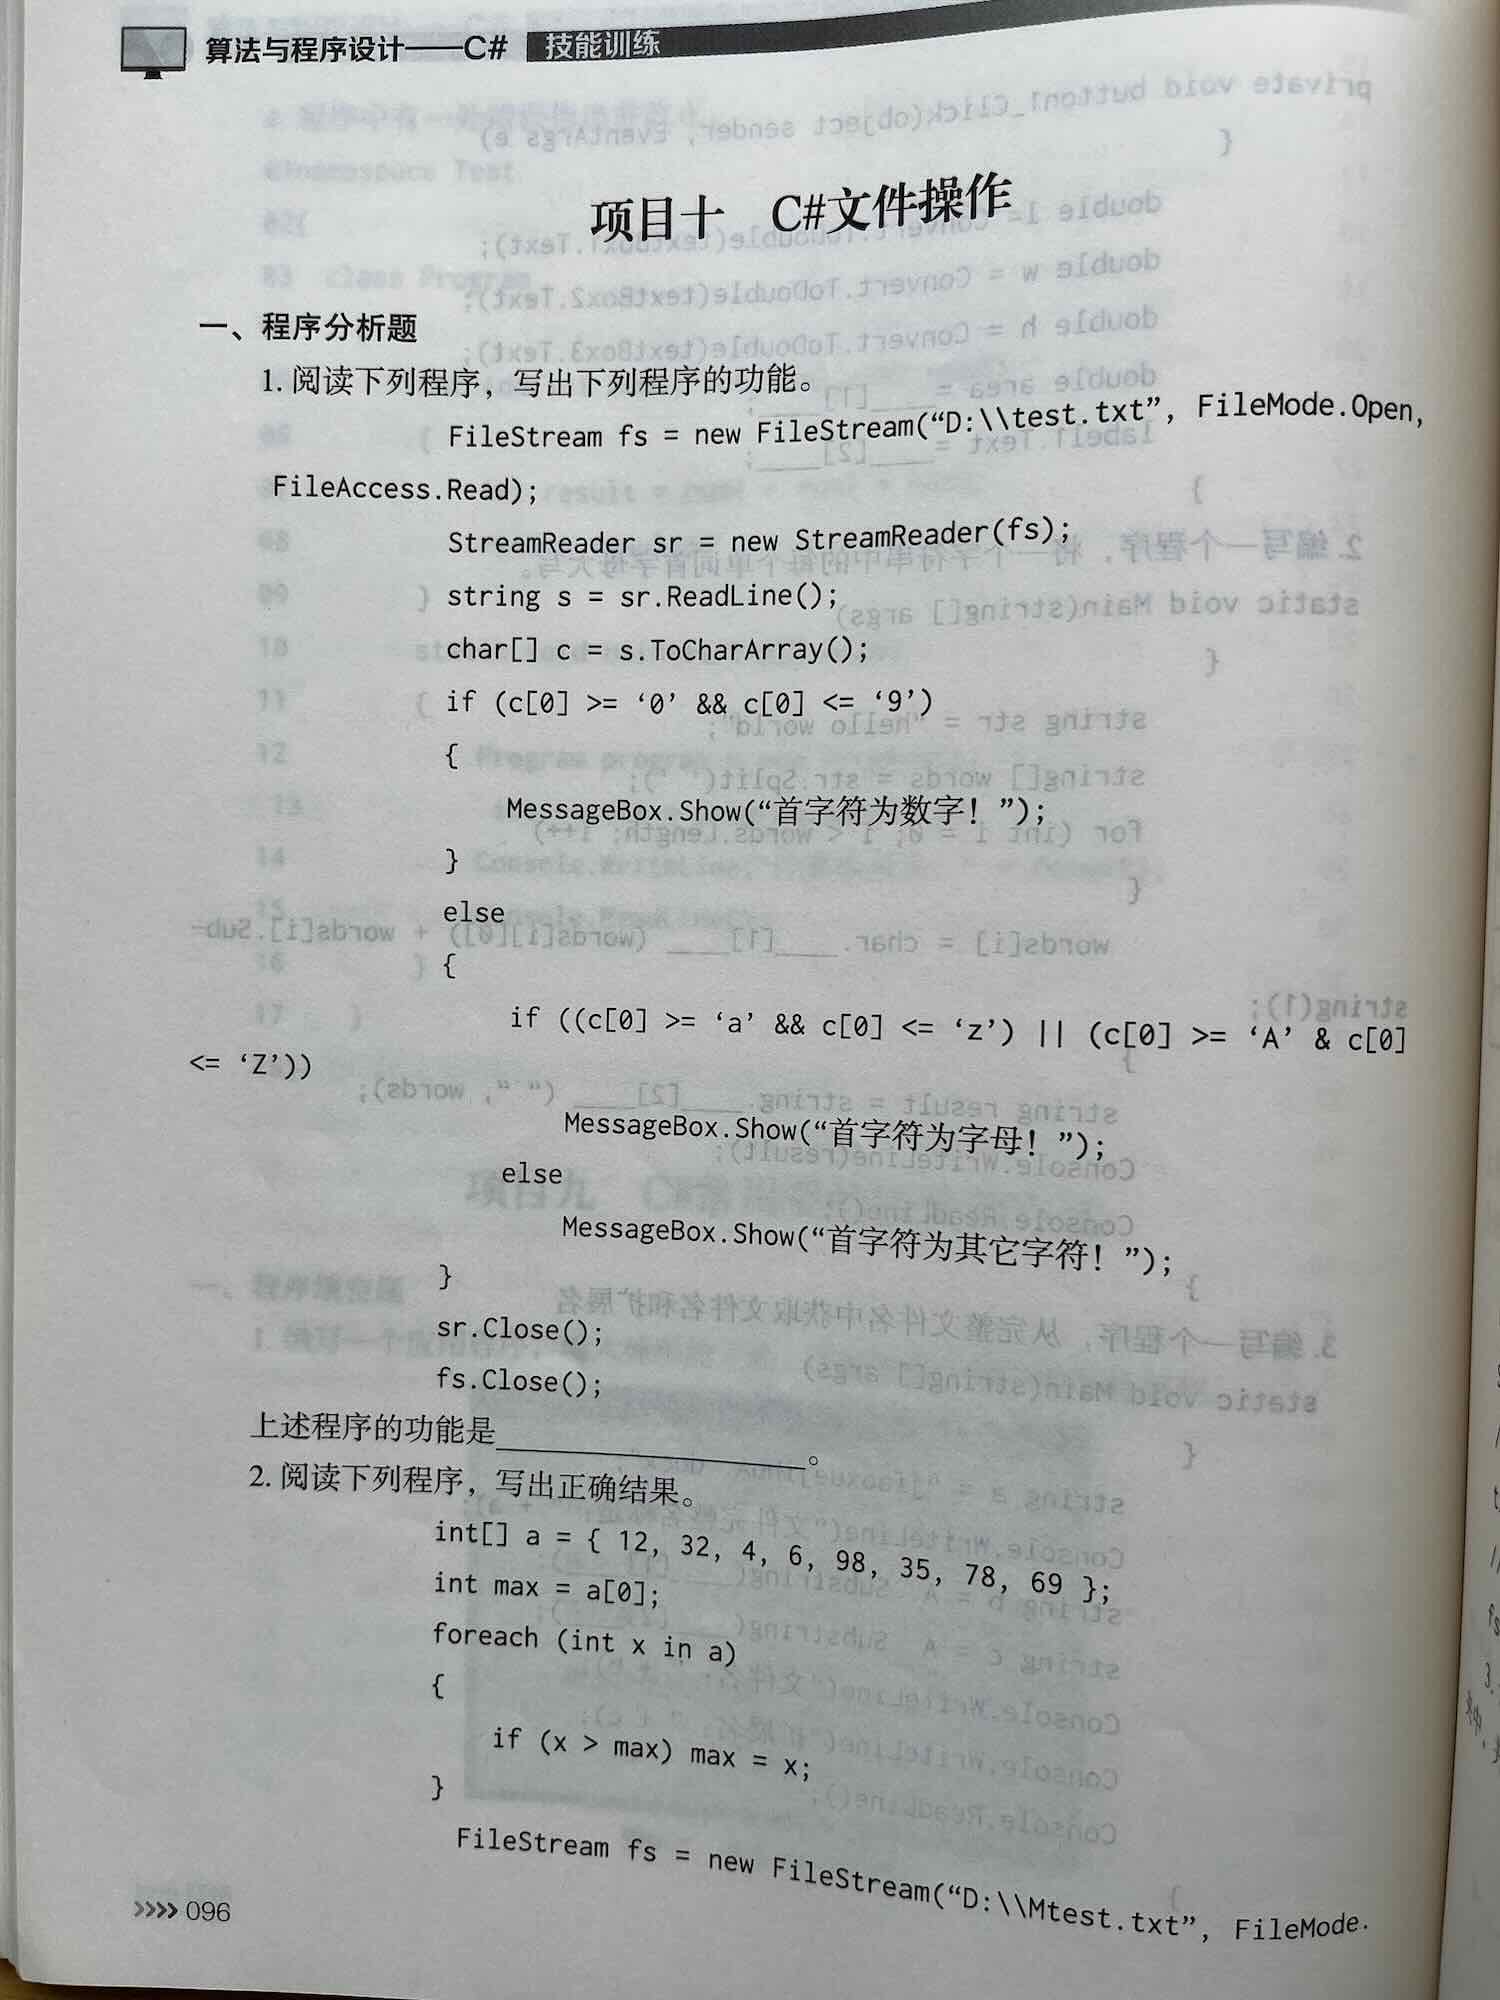 算法与程序设计——C# 技能训练
项目十 C#文件操作
一、程序分析题
1. 阅读下列程序，写出下列程序的功能。
FileStream fs = new FileStream(“D:\\test.txt”, FileMode.Open,
FileAccess.Read);
StreamReader sr = new StreamReader(fs);
string s = sr.ReadLine();
char[] c = s.ToCharArray();
if (c[0] >= ‘0’ && c[0] <= ‘9’)
{
MessageBox.Show(“首字符为数字！”);
}
else
{
if ((c[0] >= ‘a’ && c[0] <= ‘z’) || (c[0] >= ‘A’ & c[0]
<= ‘Z’))
MessageBox.Show(“首字符为字母！”);
else
MessageBox.Show(“首字符为其它字符！”);
}
sr.Close();
fs.Close();
上述程序的功能是____________________。
2. 阅读下列程序，写出正确结果。
int[] a = { 12, 32, 4, 6, 98, 35, 78, 69 };
int max = a[0];
foreach (int x in a)
{
if (x > max) max = x;
}
FileStream fs = new FileStream(“D:\\Mtest.txt”, FileMode.
>>>> 096